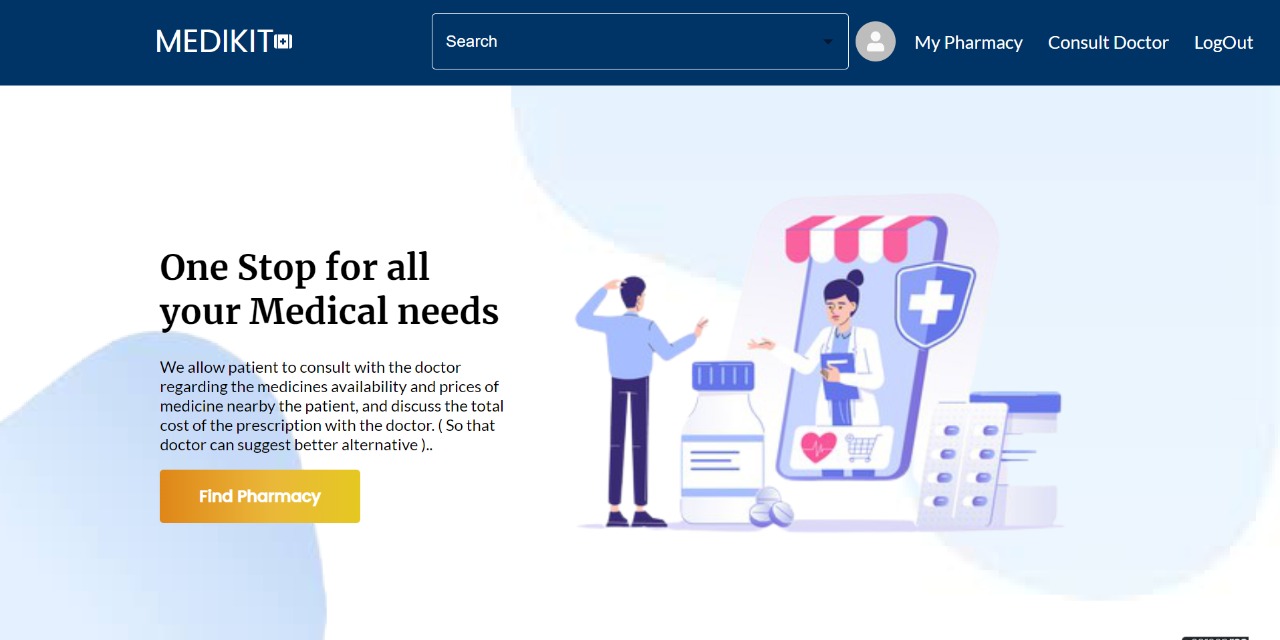 MEDIKIT
Search
My Pharmacy
Consult Doctor
LogOut
One Stop for all
your Medical needs
We allow patient to consult with the doctor
regarding the medicines availability and prices of
medicine nearby the patient, and discuss the total
cost of the prescription with the doctor. ( So that
doctor can suggest better alternative )..
Find Pharmacy